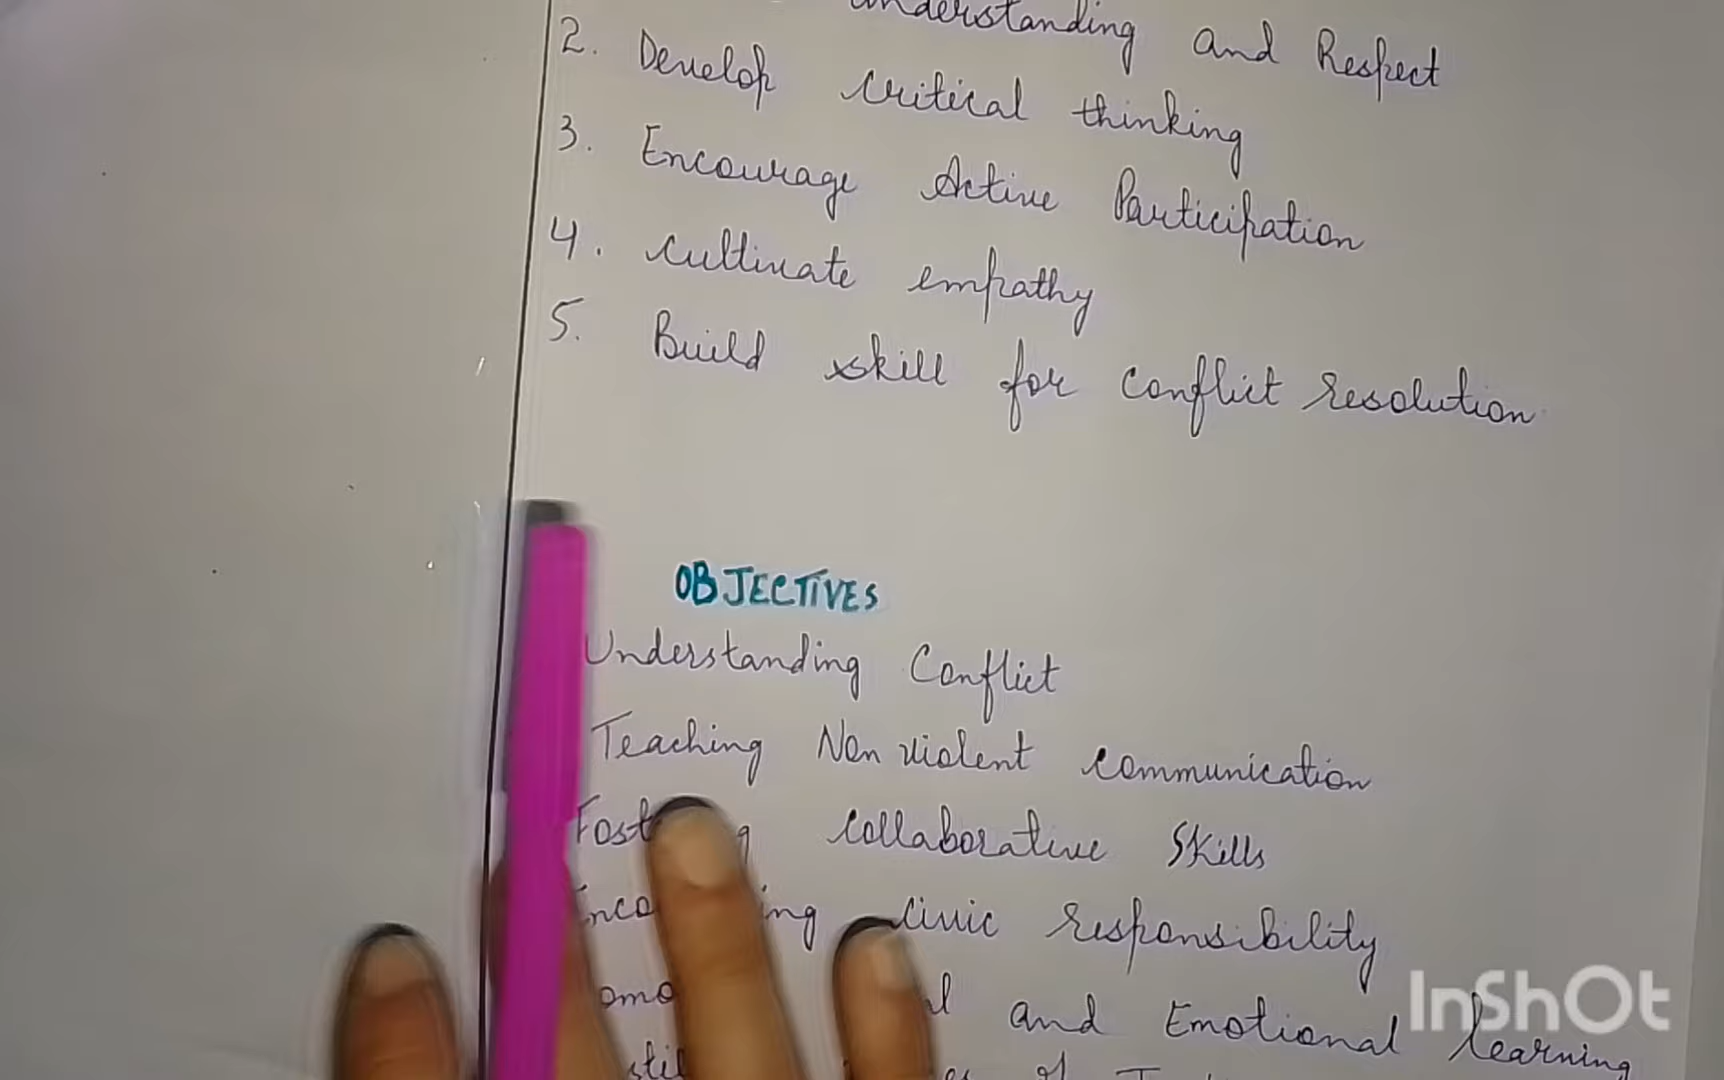 understanding and Respect
2. Develop critical thinking
3. Encourage Active Participation
4. Cultivate empathy
5. Build skill for Conflict resolution
OBJECTIVES
Understanding Conflict
Teaching Non violent communication
collaborative Skills
civic responsibility
and Emotional learning
of
InShOt